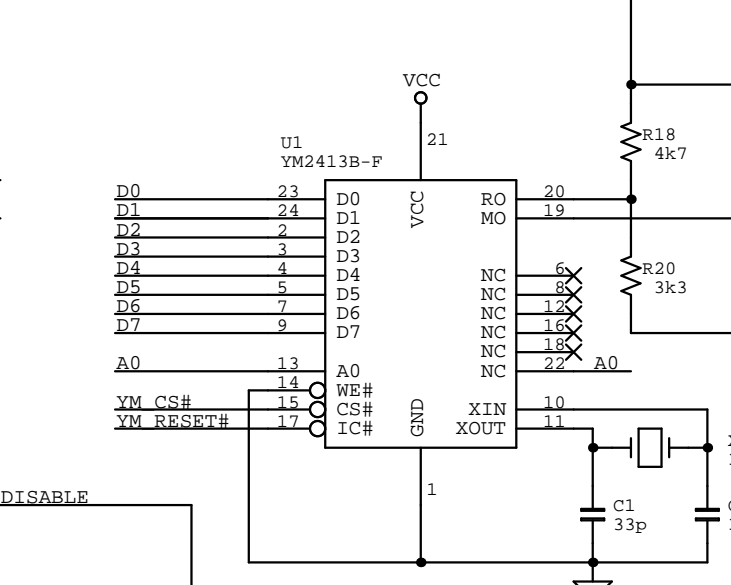 VCC
U1
YM2413B-F
21
R18
4k7
D0 23 D0 VCC RO 20
D1 24 D1 MO 19
D2 2 D2
D3 3 D3
D4 4 D4 NC 6
D5 5 D5 NC 8
D6 7 D6 NC 12
D7 9 D7 NC 16
NC 18
A0 13 A0 NC 22 A0
R20
3k3
14 WE#
YM_CS# 15 CS# GND XIN 10
YM_RESET# 17 IC# XOUT 11
1
DISABLE
C1
33p